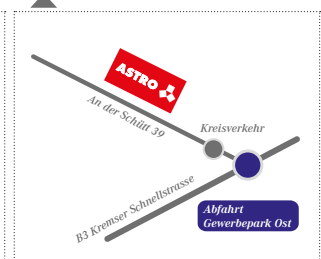 ASTRO
An der Schütt 39
Kreisverkehr
B3 Kremser Schnellstrasse
Abfahrt
Gewerbepark Ost